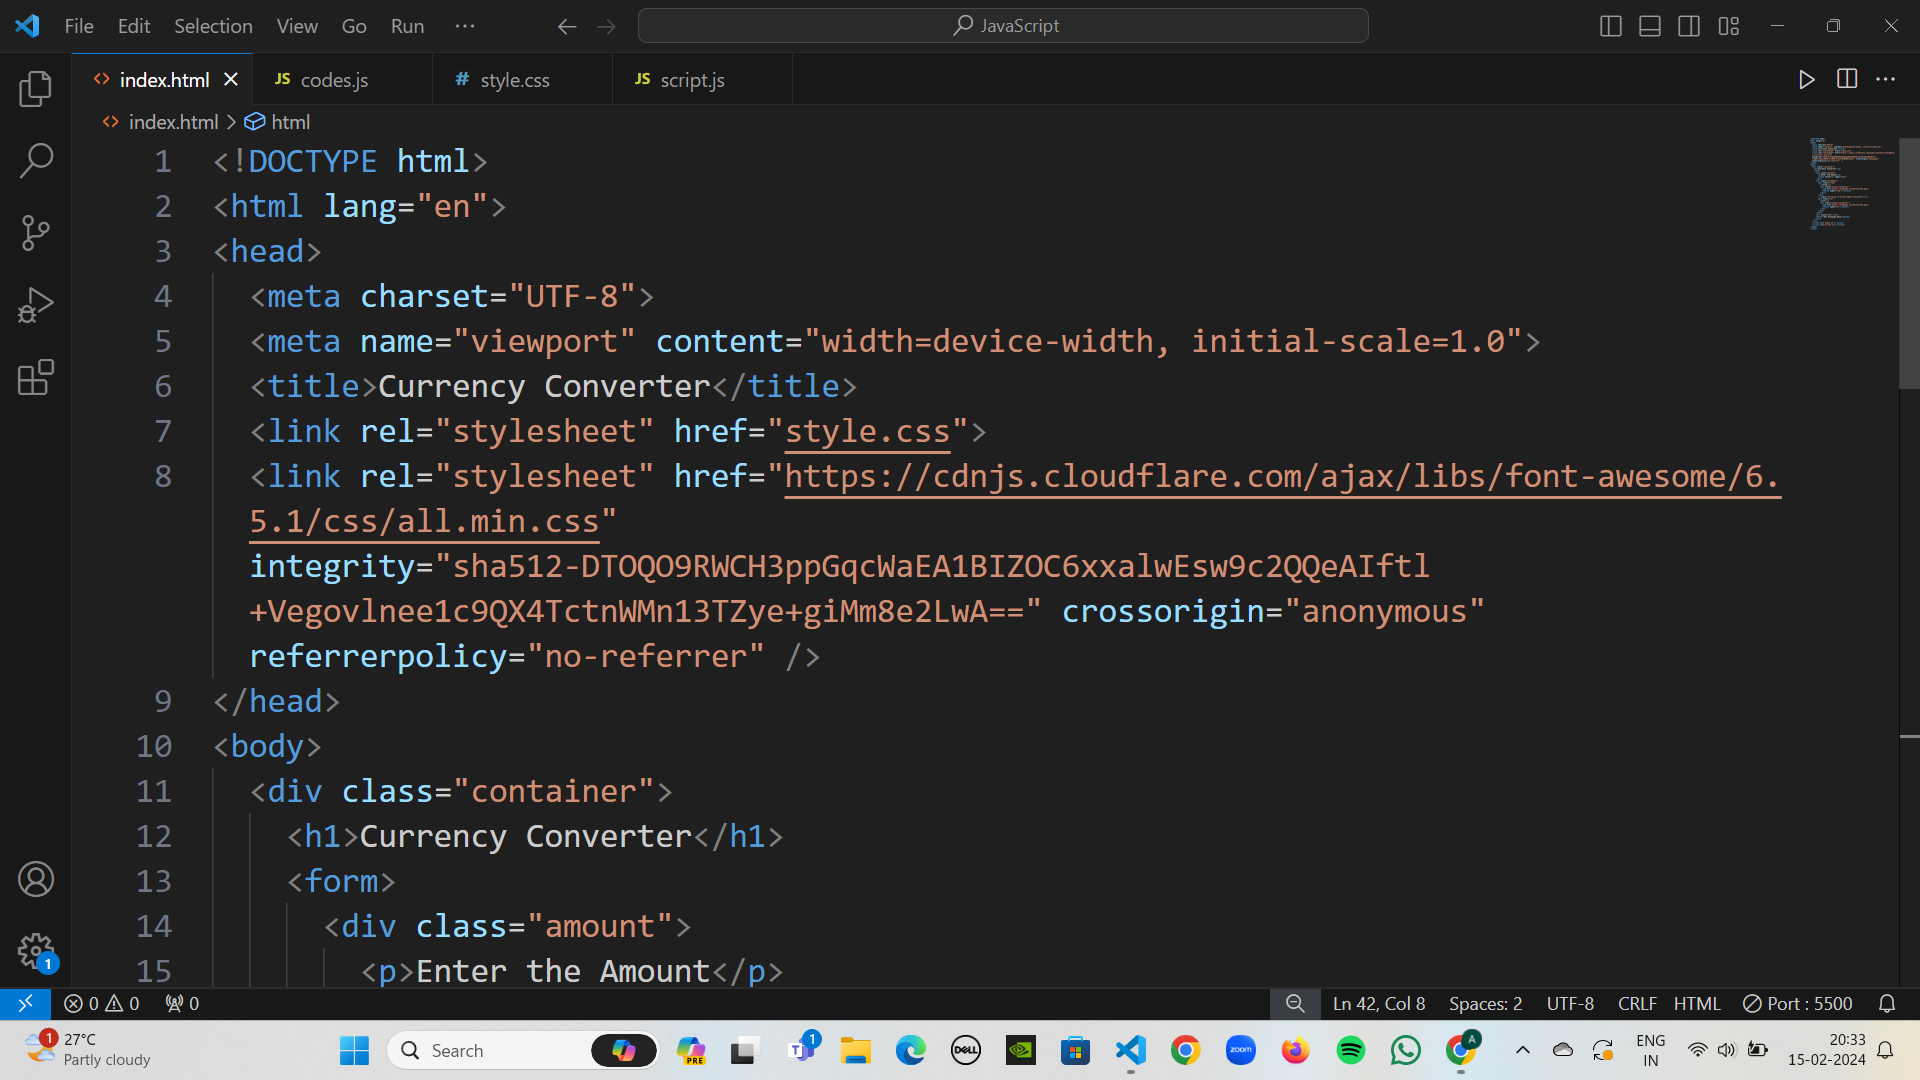 File Edit Selection View Go Run ··· JavaScript
index.html JS codes.js # style.css JS script.js
index.html > html
1 <!DOCTYPE html>
2 <html lang="en">
3 <head>
4 <meta charset="UTF-8">
5 <meta name="viewport" content="width=device-width, initial-scale=1.0">
6 <title>Currency Converter</title>
7 <link rel="stylesheet" href="style.css">
8 <link rel="stylesheet" href="https://cdnjs.cloudflare.com/ajax/libs/font-awesome/6.
5.1/css/all.min.css"
integrity="sha512-DTOQO9RWCH3ppGqcWaEA1BIZOC6xxalwEsw9c2QQeAIftl
+Vegovlnee1c9QX4TctnWMn13TZye+giMm8e2LwA==" crossorigin="anonymous"
referrerpolicy="no-referrer" />
9 </head>
10 <body>
11 <div class="container">
12 <h1>Currency Converter</h1>
13 <form>
14 <div class="amount">
15 <p>Enter the Amount</p>
1
0 0 0 Ln 42, Col 8 Spaces: 2 UTF-8 CRLF HTML Port : 5500
1 27°C
Partly cloudy
Search PRE T 1 DELL zoom A
ENG
IN
20:33
15-02-2024